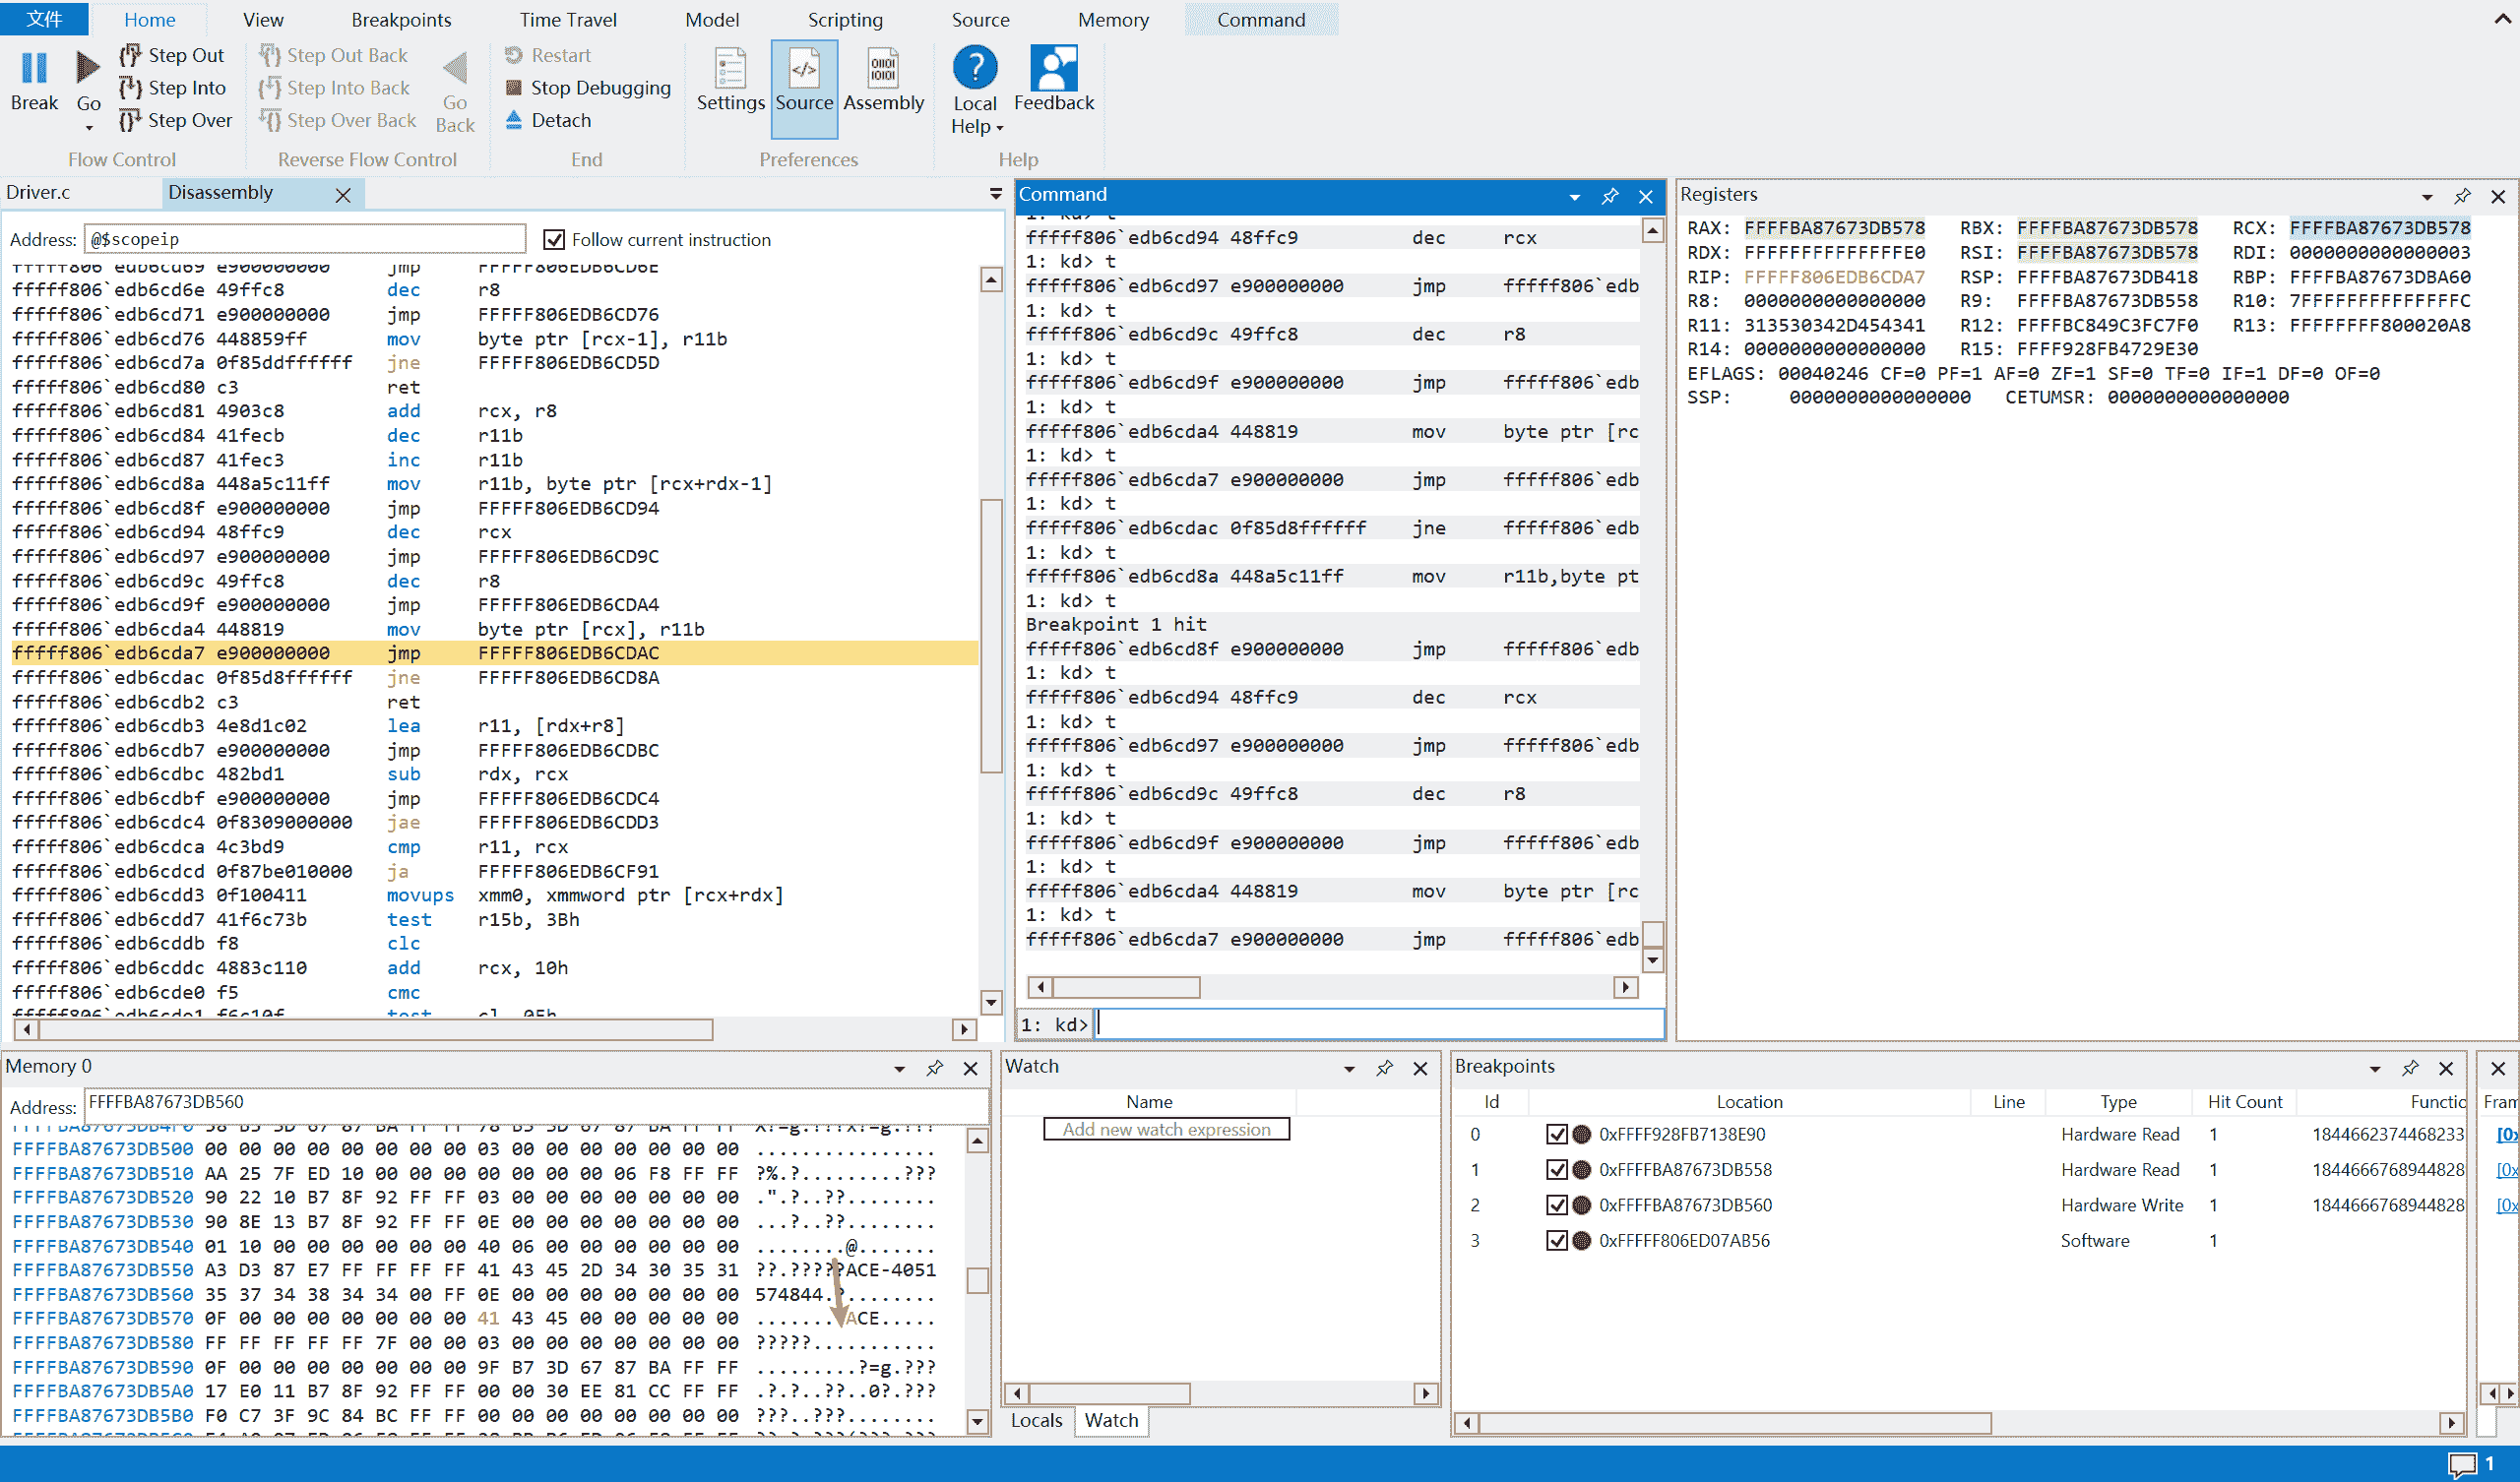 文件 Home View Breakpoints Time Travel Model Scripting Source Memory Command
Break Go Step Out Step Into Step Over
Flow Control
Step Out Back Step Into Back Step Over Back Go Back
Reverse Flow Control
Restart Stop Debugging Detach
End
Settings Source Assembly
Preferences
Local Help Feedback
Help
Driver.c Disassembly
Address: @$scopeip Follow current instruction
fffff806`edb6cd69 e900000000 jmp FFFFF806EDB6CD6E
fffff806`edb6cd6e 49ffc8 dec r8
fffff806`edb6cd71 e900000000 jmp FFFFF806EDB6CD76
fffff806`edb6cd76 448859ff mov byte ptr [rcx-1], r11b
fffff806`edb6cd7a 0f85ddffffff jne FFFFF806EDB6CD5D
fffff806`edb6cd80 c3 ret
fffff806`edb6cd81 4903c8 add rcx, r8
fffff806`edb6cd84 41fecb dec r11b
fffff806`edb6cd87 41fec3 inc r11b
fffff806`edb6cd8a 448a5c11ff mov r11b, byte ptr [rcx+rdx-1]
fffff806`edb6cd8f e900000000 jmp FFFFF806EDB6CD94
fffff806`edb6cd94 48ffc9 dec rcx
fffff806`edb6cd97 e900000000 jmp FFFFF806EDB6CD9C
fffff806`edb6cd9c 49ffc8 dec r8
fffff806`edb6cd9f e900000000 jmp FFFFF806EDB6CDA4
fffff806`edb6cda4 448819 mov byte ptr [rcx], r11b
fffff806`edb6cda7 e900000000 jmp FFFFF806EDB6CDAC
fffff806`edb6cdac 0f85d8ffffff jne FFFFF806EDB6CD8A
fffff806`edb6cdb2 c3 ret
fffff806`edb6cdb3 4e8d1c02 lea r11, [rdx+r8]
fffff806`edb6cdb7 e900000000 jmp FFFFF806EDB6CDBC
fffff806`edb6cdbc 482bd1 sub rdx, rcx
fffff806`edb6cdbf e900000000 jmp FFFFF806EDB6CDC4
fffff806`edb6cdc4 0f8309000000 jae FFFFF806EDB6CDD3
fffff806`edb6cdca 4c3bd9 cmp r11, rcx
fffff806`edb6cdcd 0f87be010000 ja FFFFF806EDB6CF91
fffff806`edb6cdd3 0f100411 movups xmm0, xmmword ptr [rcx+rdx]
fffff806`edb6cdd7 41f6c73b test r15b, 3Bh
fffff806`edb6cddb f8 clc
fffff806`edb6cddc 4883c110 add rcx, 10h
fffff806`edb6cde0 f5 cmc
Command
1: kd> t
fffff806`edb6cd94 48ffc9 dec rcx
1: kd> t
fffff806`edb6cd97 e900000000 jmp fffff806`edb
1: kd> t
fffff806`edb6cd9c 49ffc8 dec r8
1: kd> t
fffff806`edb6cd9f e900000000 jmp fffff806`edb
1: kd> t
fffff806`edb6cda4 448819 mov byte ptr [rc
1: kd> t
fffff806`edb6cda7 e900000000 jmp fffff806`edb
1: kd> t
fffff806`edb6cdac 0f85d8ffffff jne fffff806`edb
1: kd> t
fffff806`edb6cd8a 448a5c11ff mov r11b,byte pt
1: kd> t
Breakpoint 1 hit
fffff806`edb6cd8f e900000000 jmp fffff806`edb
1: kd> t
fffff806`edb6cd94 48ffc9 dec rcx
1: kd> t
fffff806`edb6cd97 e900000000 jmp fffff806`edb
1: kd> t
fffff806`edb6cd9c 49ffc8 dec r8
1: kd> t
fffff806`edb6cd9f e900000000 jmp fffff806`edb
1: kd> t
fffff806`edb6cda4 448819 mov byte ptr [rc
1: kd> t
fffff806`edb6cda7 e900000000 jmp fffff806`edb
1: kd>
Registers
RAX: FFFFBA87673DB578 RBX: FFFFBA87673DB578 RCX: FFFFBA87673DB578
RDX: FFFFFFFFFFFFFFE0 RSI: FFFFBA87673DB578 RDI: 0000000000000003
RIP: FFFFF806EDB6CDA7 RSP: FFFFBA87673DB418 RBP: FFFFBA87673DBA60
R8: 0000000000000000 R9: FFFFBA87673DB558 R10: 7FFFFFFFFFFFFFFC
R11: 313530342D454341 R12: FFFFBC849C3FC7F0 R13: FFFFFFFF800020A8
R14: 0000000000000000 R15: FFFF928FB4729E30
EFLAGS: 00040246 CF=0 PF=1 AF=0 ZF=1 SF=0 TF=0 IF=1 DF=0 OF=0
SSP: 0000000000000000 CETUMSR: 0000000000000000
Memory 0
Address: FFFFBA87673DB560
FFFFBA87673DB500 00 00 00 00 00 00 00 00 03 00 00 00 00 00 00 00 ................
FFFFBA87673DB510 AA 25 7F ED 10 00 00 00 00 00 00 00 06 F8 FF FF ?%.?.........???
FFFFBA87673DB520 90 22 10 B7 8F 92 FF FF 03 00 00 00 00 00 00 00 .".?..??........
FFFFBA87673DB530 90 8E 13 B7 8F 92 FF FF 0E 00 00 00 00 00 00 00 ...?..??........
FFFFBA87673DB540 01 10 00 00 00 00 00 00 40 06 00 00 00 00 00 00 ........@.......
FFFFBA87673DB550 A3 D3 87 E7 FF FF FF FF 41 43 45 2D 34 30 35 31 ??.?????ACE-4051
FFFFBA87673DB560 35 37 34 38 34 34 00 FF 0E 00 00 00 00 00 00 00 574844.?........
FFFFBA87673DB570 0F 00 00 00 00 00 00 00 41 43 45 00 00 00 00 00 ........ACE.....
FFFFBA87673DB580 FF FF FF FF FF 7F 00 00 03 00 00 00 00 00 00 00 ?????...........
FFFFBA87673DB590 0F 00 00 00 00 00 00 00 9F B7 3D 67 87 BA FF FF .........?=g.???
FFFFBA87673DB5A0 17 E0 11 B7 8F 92 FF FF 00 00 30 EE 81 CC FF FF .?.?..??..0?.???
FFFFBA87673DB5B0 F0 C7 3F 9C 84 BC FF FF 00 00 00 00 00 00 00 00 ???..???........
Watch
Name
Add new watch expression
Locals Watch
Breakpoints
Id Location Line Type Hit Count Functio
0 0xFFFF928FB7138E90 Hardware Read 1 1844662374468233
1 0xFFFFBA87673DB558 Hardware Read 1 1844666768944828
2 0xFFFFBA87673DB560 Hardware Write 1 1844666768944828
3 0xFFFFF806ED07AB56 Software 1
Fram
[0x
[0x
[0x
1